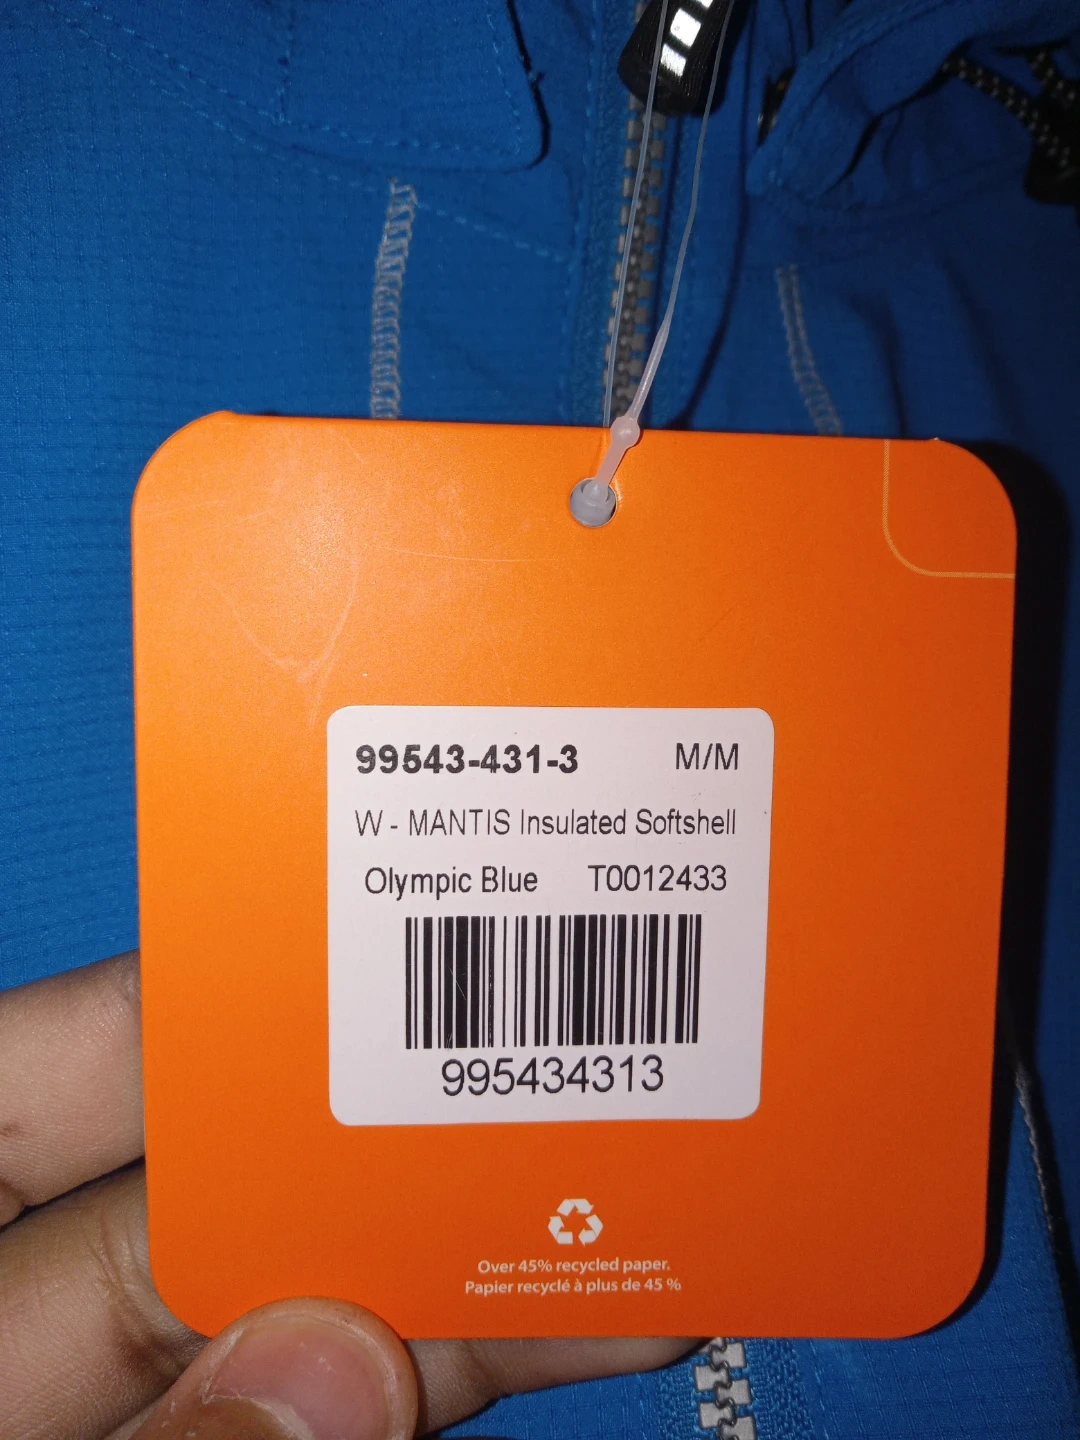 99543-431-3 M/M
W - MANTIS Insulated Softshell
Olympic Blue T0012433
995434313
Over 45% recycled paper.
Papier recyclé à plus de 45 %